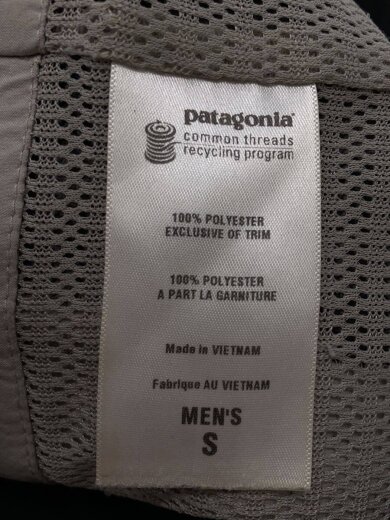 patagonia
common threads
recycling program
100% POLYESTER
EXCLUSIVE OF TRIM
100% POLYESTER
A PART LA GARNITURE
Made in VIETNAM
Fabrique AU VIETNAM
MEN'S
S